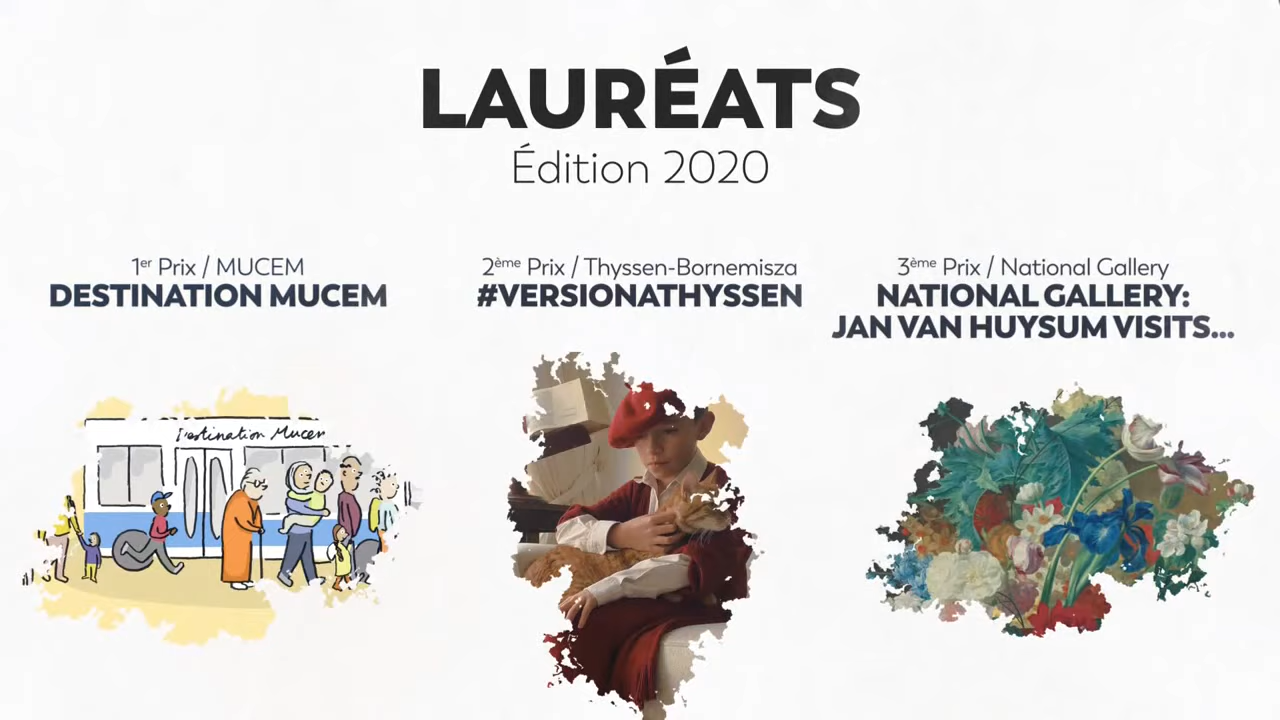 LAURÉATS
Édition 2020
1er Prix / MUCEM
DESTINATION MUCEM
2ème Prix / Thyssen-Bornemisza
#VERSIONATHYSSEN
3ème Prix / National Gallery
NATIONAL GALLERY:
JAN VAN HUYSUM VISITS...
Destination Mucem